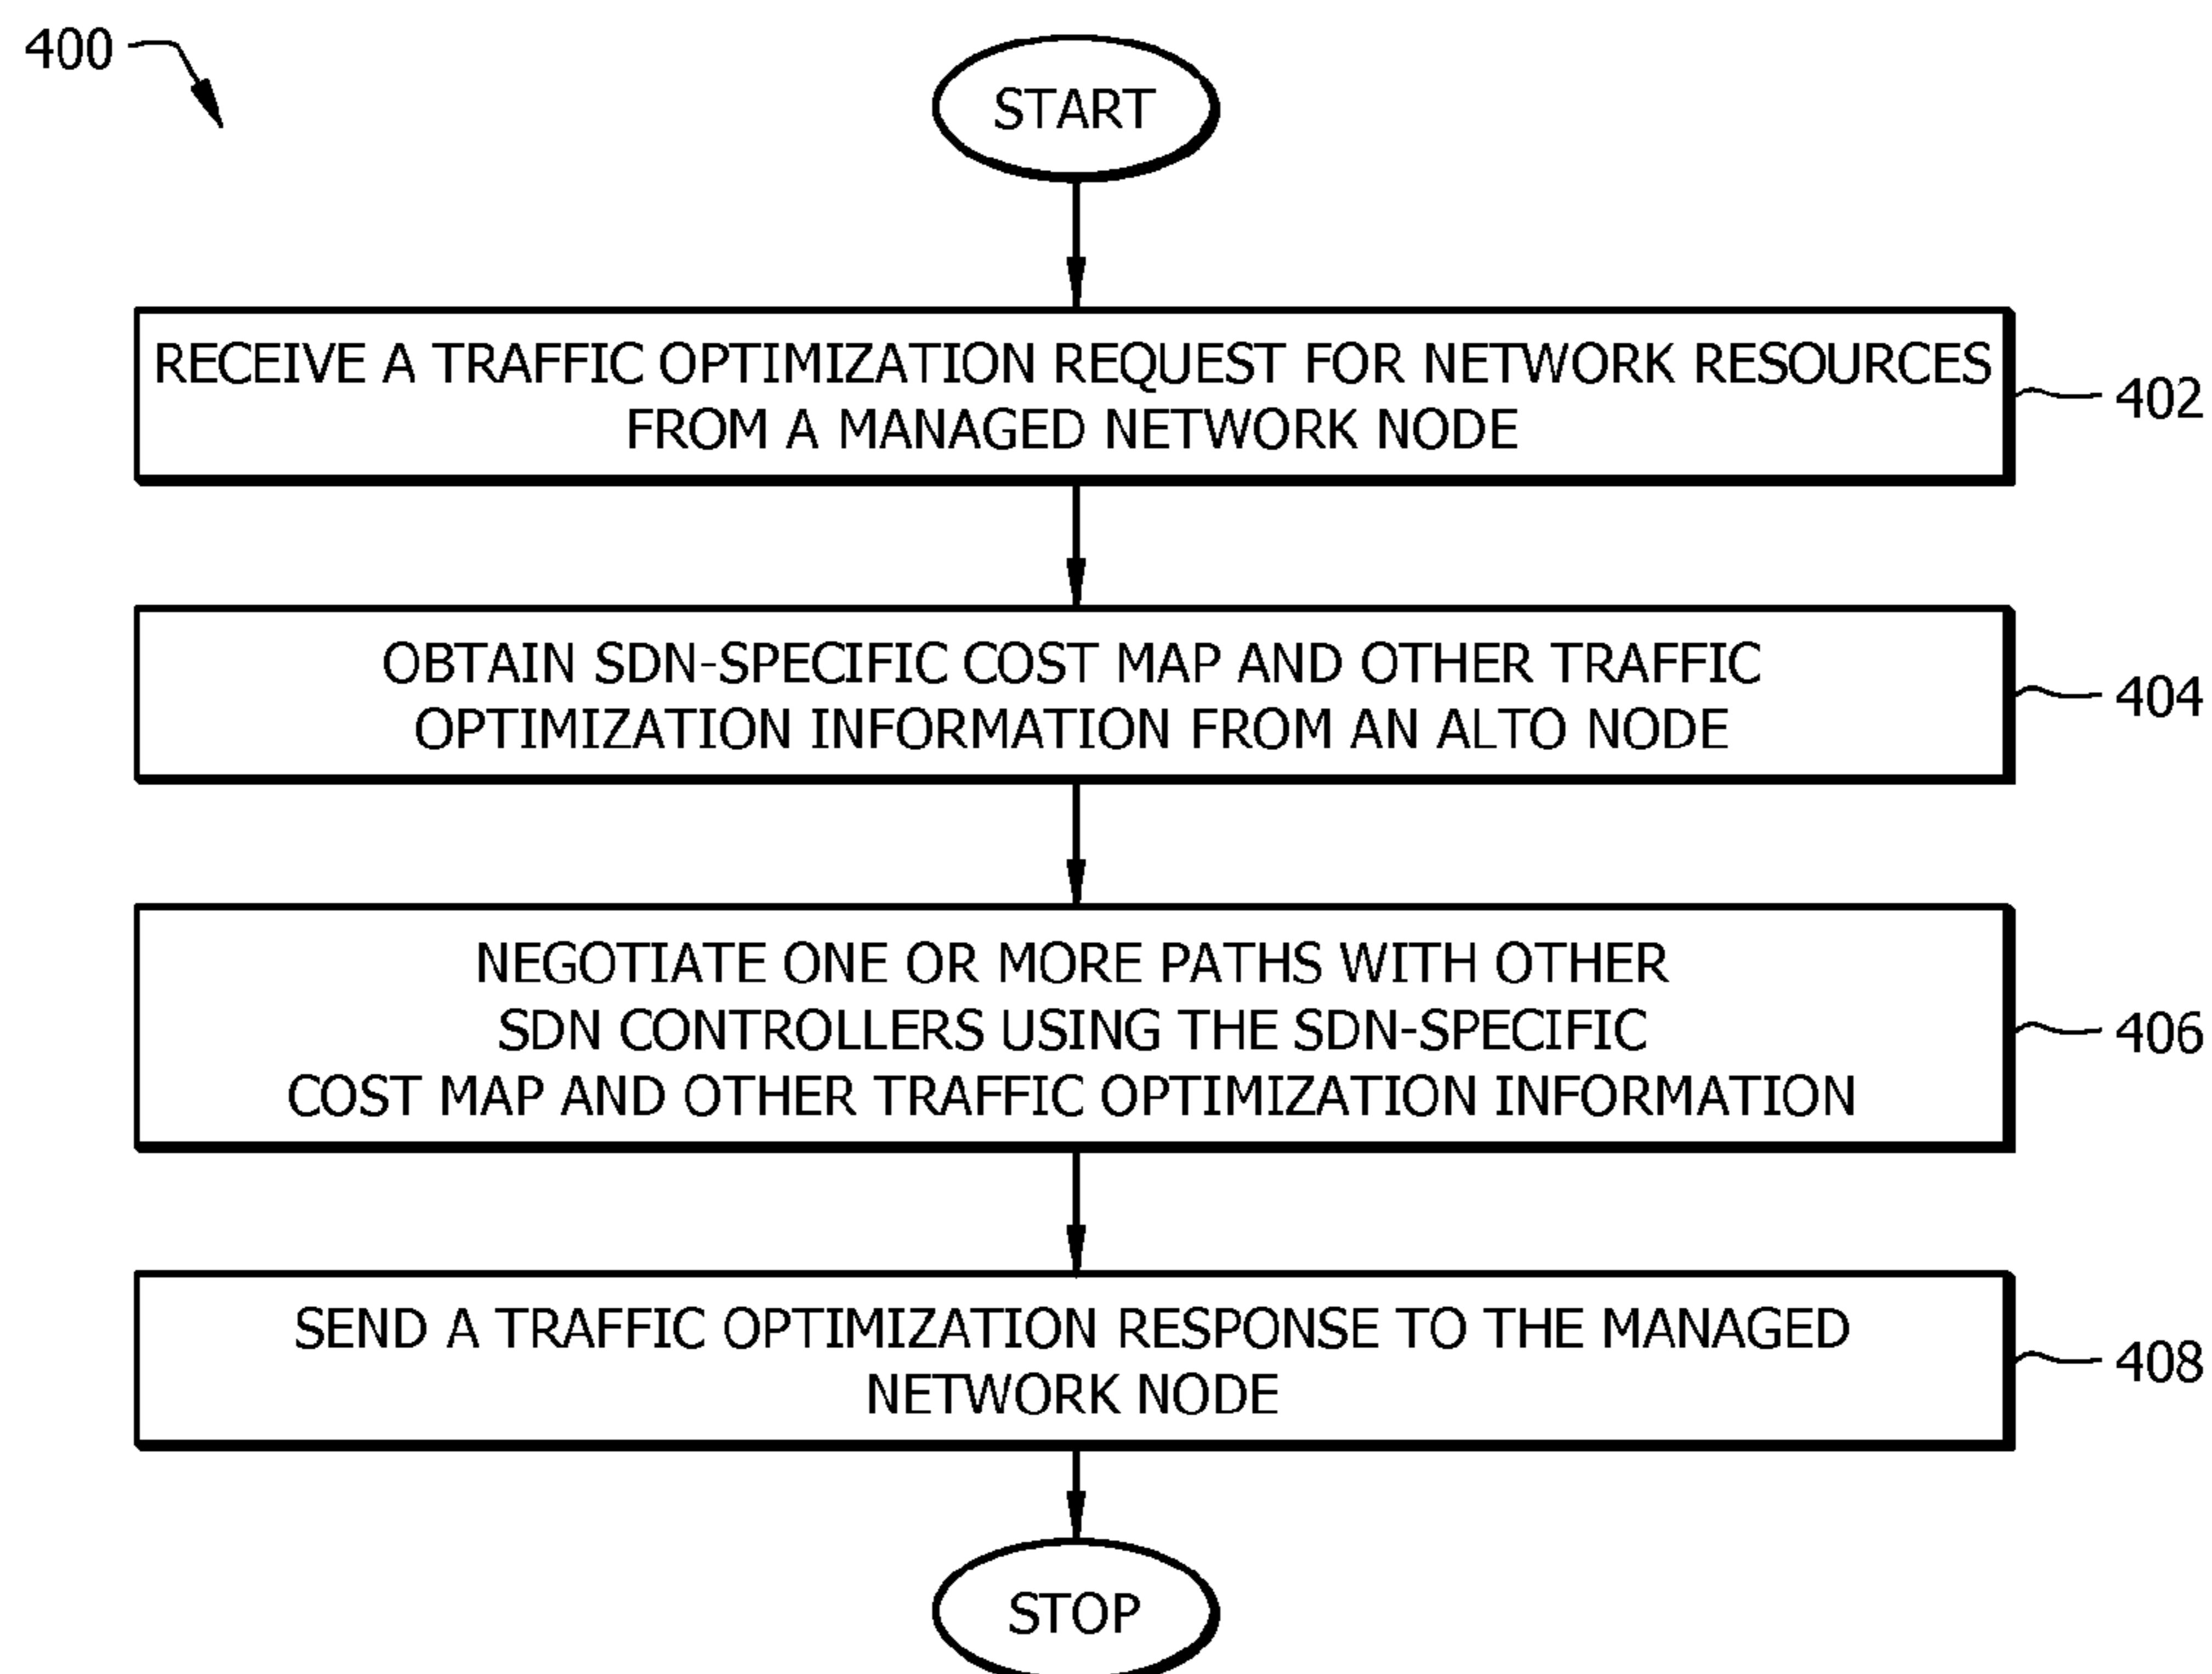 400
START
RECEIVE A TRAFFIC OPTIMIZATION REQUEST FOR NETWORK RESOURCES
FROM A MANAGED NETWORK NODE
402
OBTAIN SDN-SPECIFIC COST MAP AND OTHER TRAFFIC
OPTIMIZATION INFORMATION FROM AN ALTO NODE
404
NEGOTIATE ONE OR MORE PATHS WITH OTHER
SDN CONTROLLERS USING THE SDN-SPECIFIC
COST MAP AND OTHER TRAFFIC OPTIMIZATION INFORMATION
406
SEND A TRAFFIC OPTIMIZATION RESPONSE TO THE MANAGED
NETWORK NODE
408
STOP